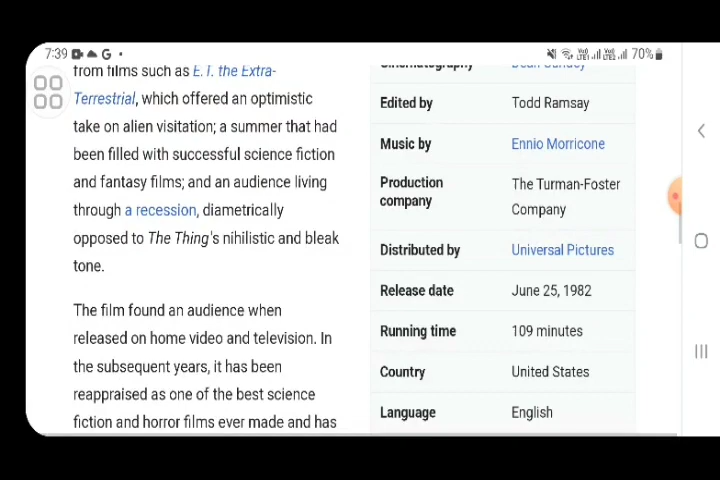 7:39
70%
from films such as E.T. the Extra-
Terrestrial, which offered an optimistic
take on alien visitation; a summer that had
been filled with successful science fiction
and fantasy films; and an audience living
through a recession, diametrically
opposed to The Thing's nihilistic and bleak
tone.
The film found an audience when
released on home video and television. In
the subsequent years, it has been
reappraised as one of the best science
fiction and horror films ever made and has
Cinematography Dean Cundey
Edited by Todd Ramsay
Music by Ennio Morricone
Production
company
The Turman-Foster
Company
Distributed by Universal Pictures
Release date June 25, 1982
Running time 109 minutes
Country United States
Language English